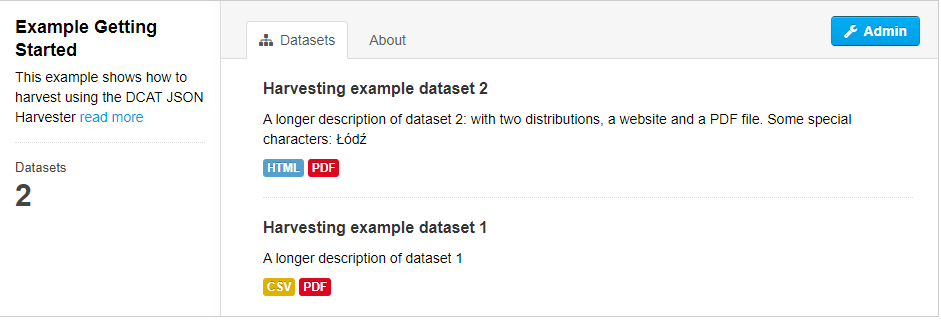 Example Getting
Started
This example shows how to
harvest using the DCAT JSON
Harvester read more
Datasets
2
Datasets
About
Admin
Harvesting example dataset 2
A longer description of dataset 2: with two distributions, a website and a PDF file. Some special
characters: Łódź
HTML PDF
Harvesting example dataset 1
A longer description of dataset 1
CSV PDF